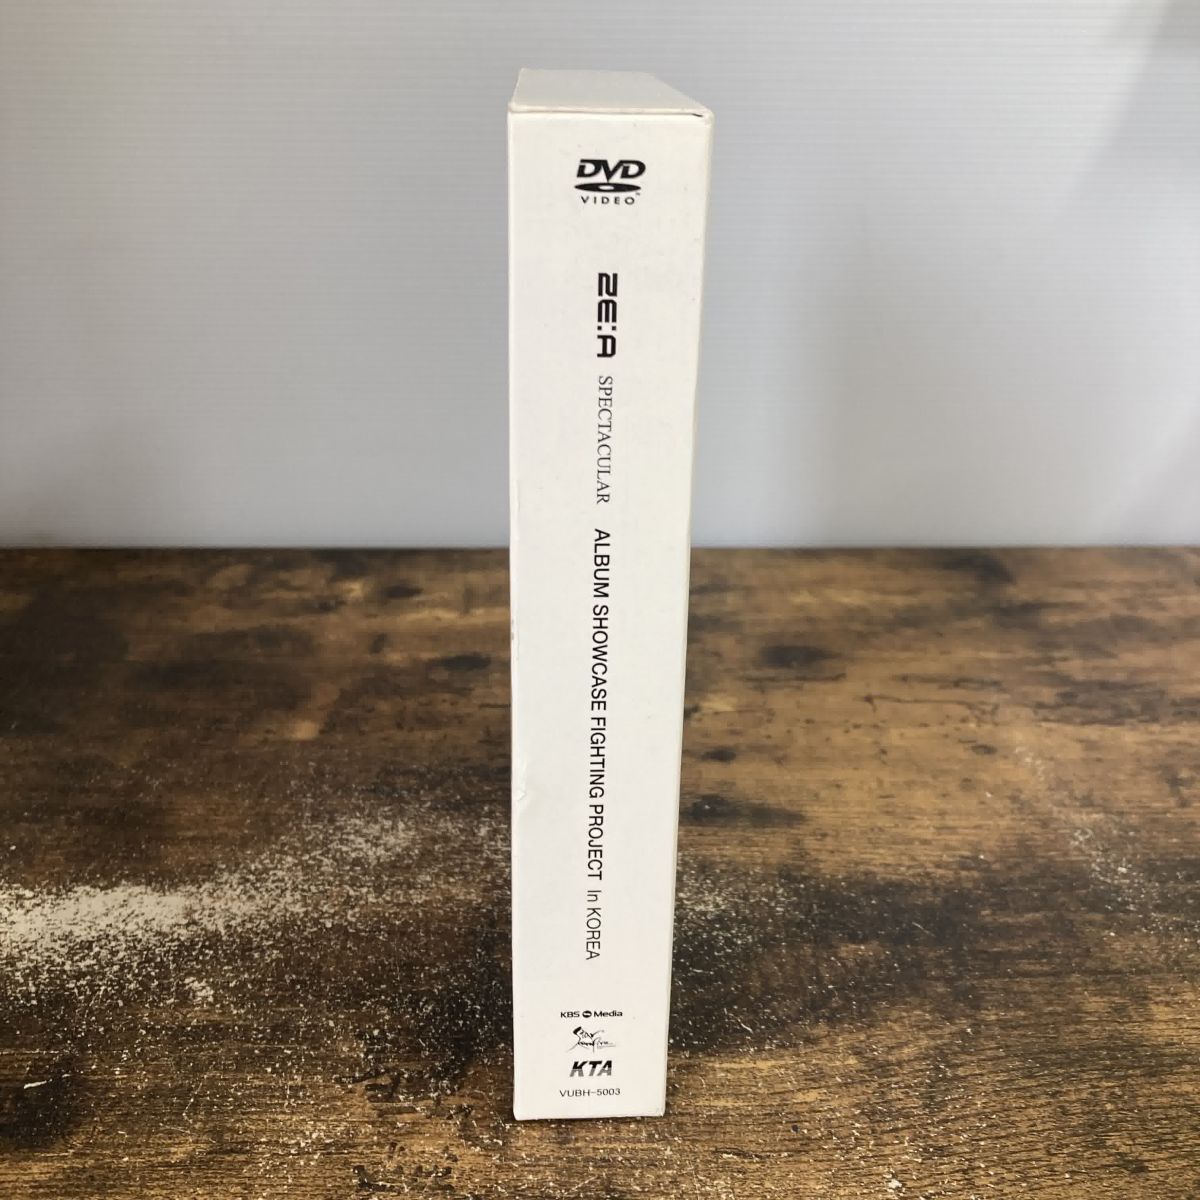 DVD
VIDEO
ZE:A SPECTACULAR ALBUM SHOWCASE FIGHTING PROJECT In KOREA
KBS Media
KTA
VUBH-5003